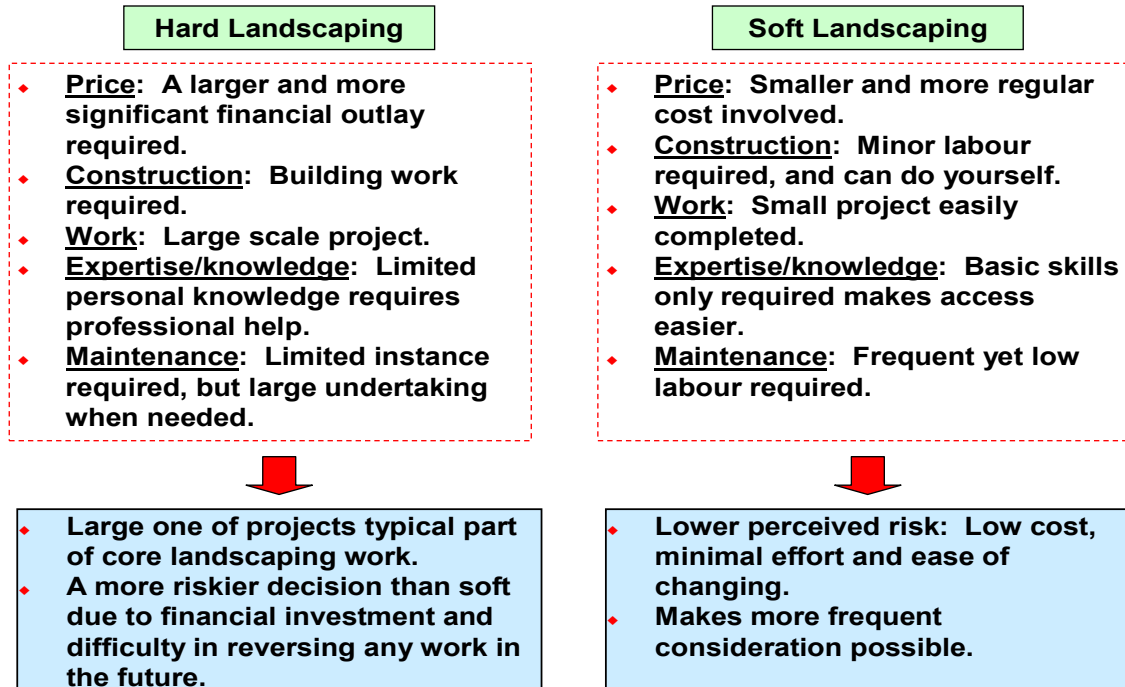 Hard Landscaping
Price: A larger and more
significant financial outlay
required.
Construction: Building work
required.
Work: Large scale project.
Expertise/knowledge: Limited
personal knowledge requires
professional help.
Maintenance: Limited instance
required, but large undertaking
when needed.
Large one of projects typical part
of core landscaping work.
A more riskier decision than soft
due to financial investment and
difficulty in reversing any work in
the future.
Soft Landscaping
Price: Smaller and more regular
cost involved.
Construction: Minor labour
required, and can do yourself.
Work: Small project easily
completed.
Expertise/knowledge: Basic skills
only required makes access
easier.
Maintenance: Frequent yet low
labour required.
Lower perceived risk: Low cost,
minimal effort and ease of
changing.
Makes more frequent
consideration possible.